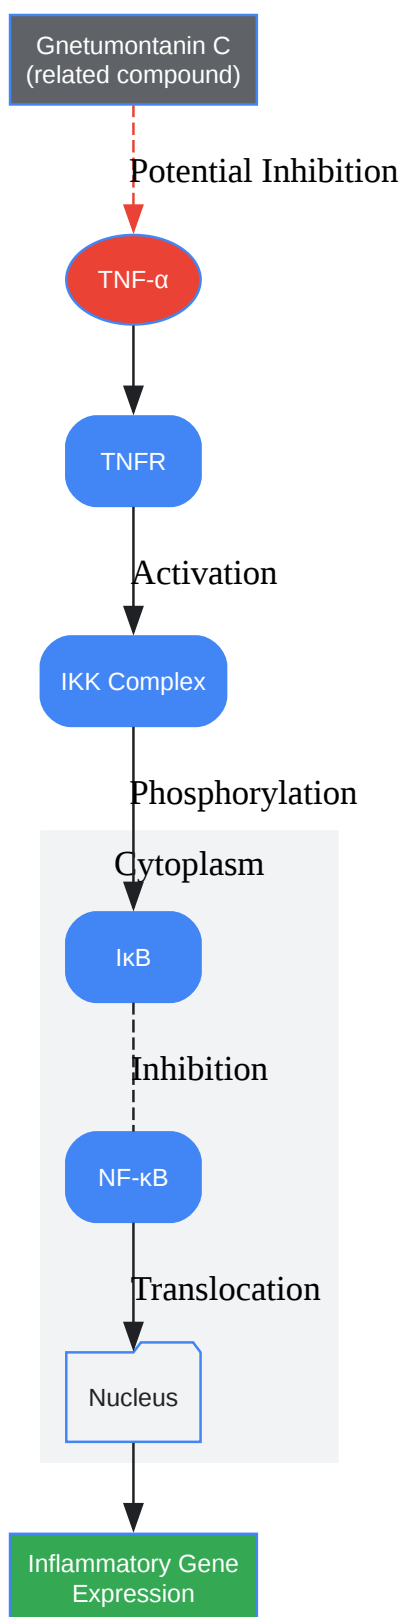 Gnetumontanin C
(related compound)
Potential Inhibition
TNF-α
TNFR
Activation
IKK Complex
Phosphorylation
Cytoplasm
IκB
Inhibition
NF-κB
Translocation
Nucleus
Inflammatory Gene
Expression